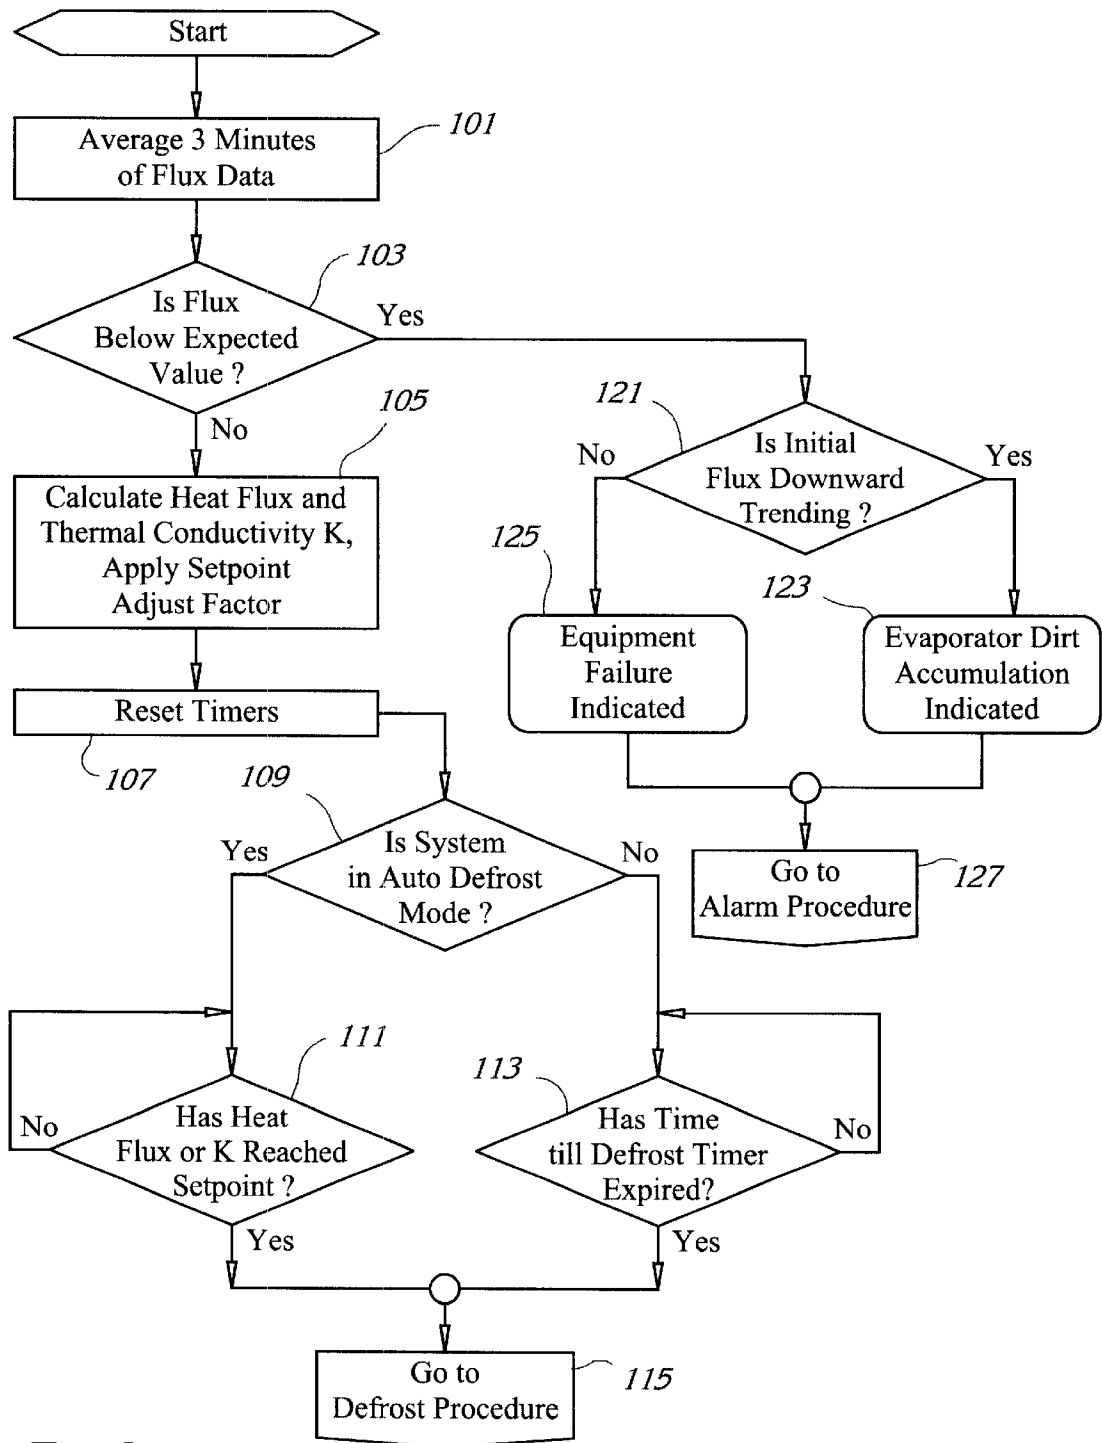 Start
101
Average 3 Minutes
of Flux Data
103
Is Flux
Below Expected
Value ?
Yes
No
105
Calculate Heat Flux and
Thermal Conductivity K,
Apply Setpoint
Adjust Factor
121
Is Initial
Flux Downward
Trending ?
No
Yes
125
Equipment
Failure
Indicated
123
Evaporator Dirt
Accumulation
Indicated
Reset Timers
107
109
Is System
in Auto Defrost
Mode ?
Yes
No
Go to
Alarm Procedure
127
111
Has Heat
Flux or K Reached
Setpoint ?
No
Yes
113
Has Time
till Defrost Timer
Expired?
No
Yes
Go to
Defrost Procedure
115